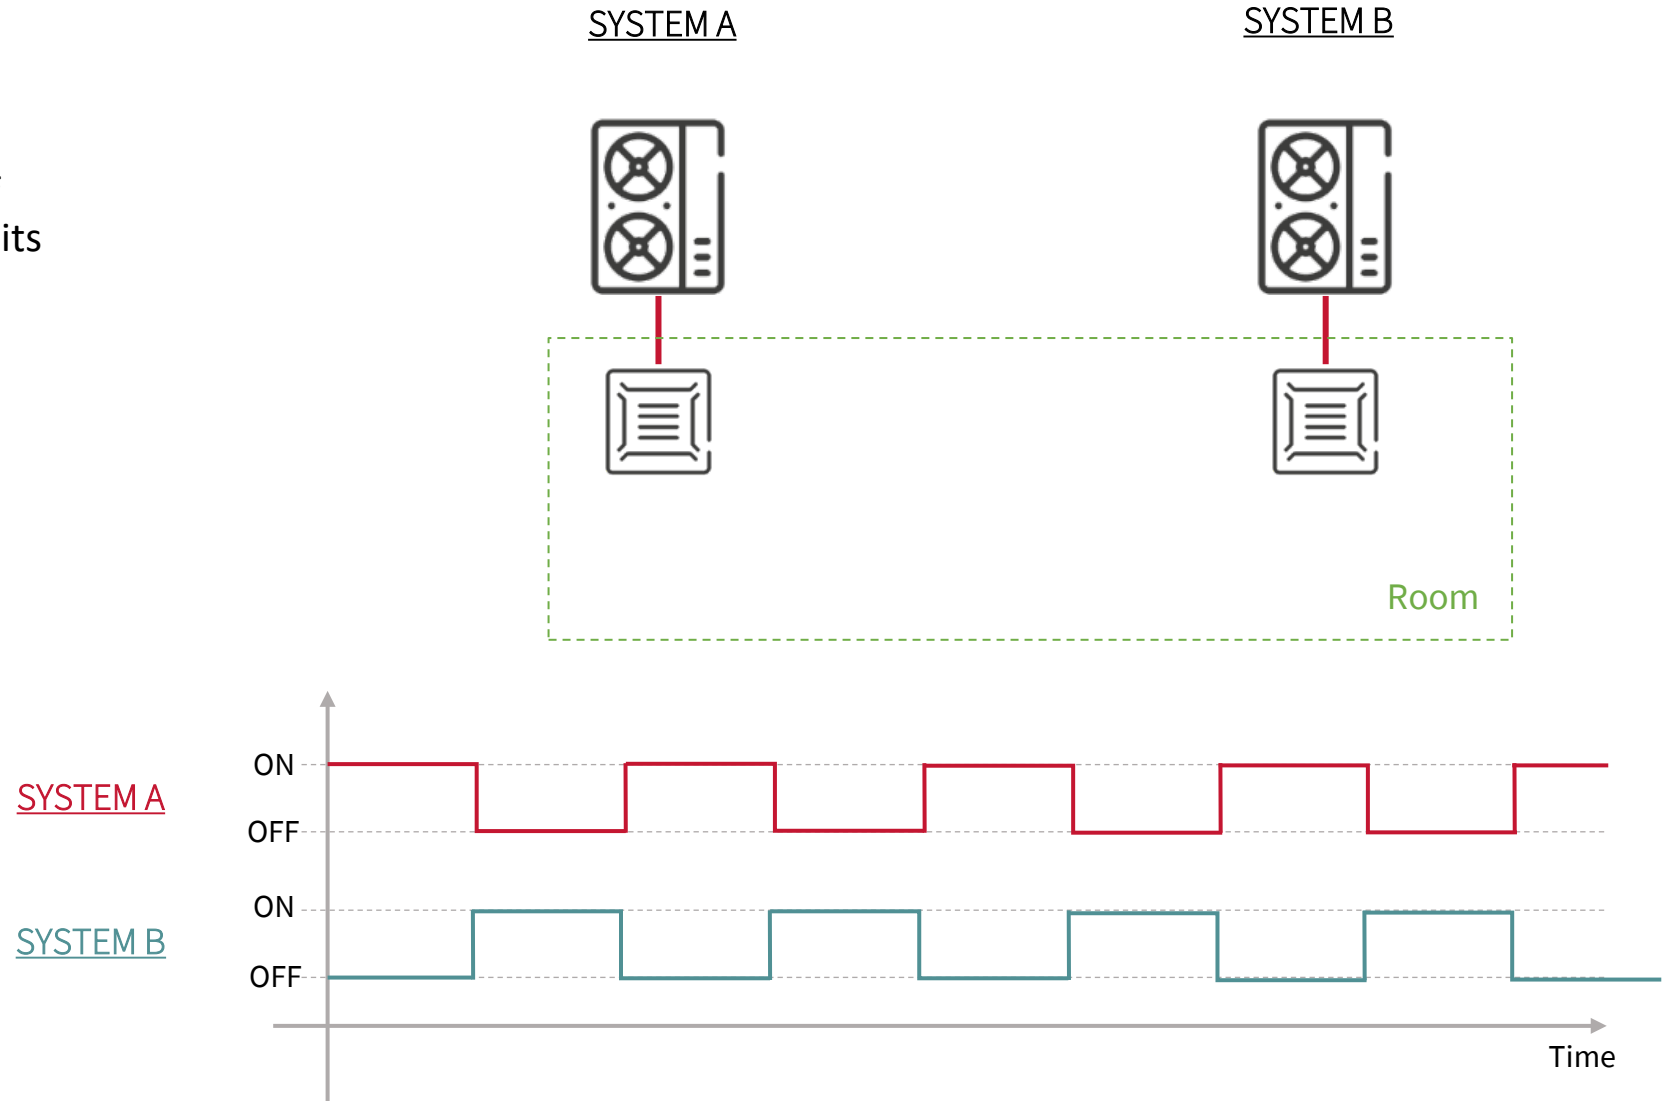 SYSTEM A
SYSTEM B
its
Room
ON
SYSTEM A
OFF
ON
SYSTEM B
OFF
Time